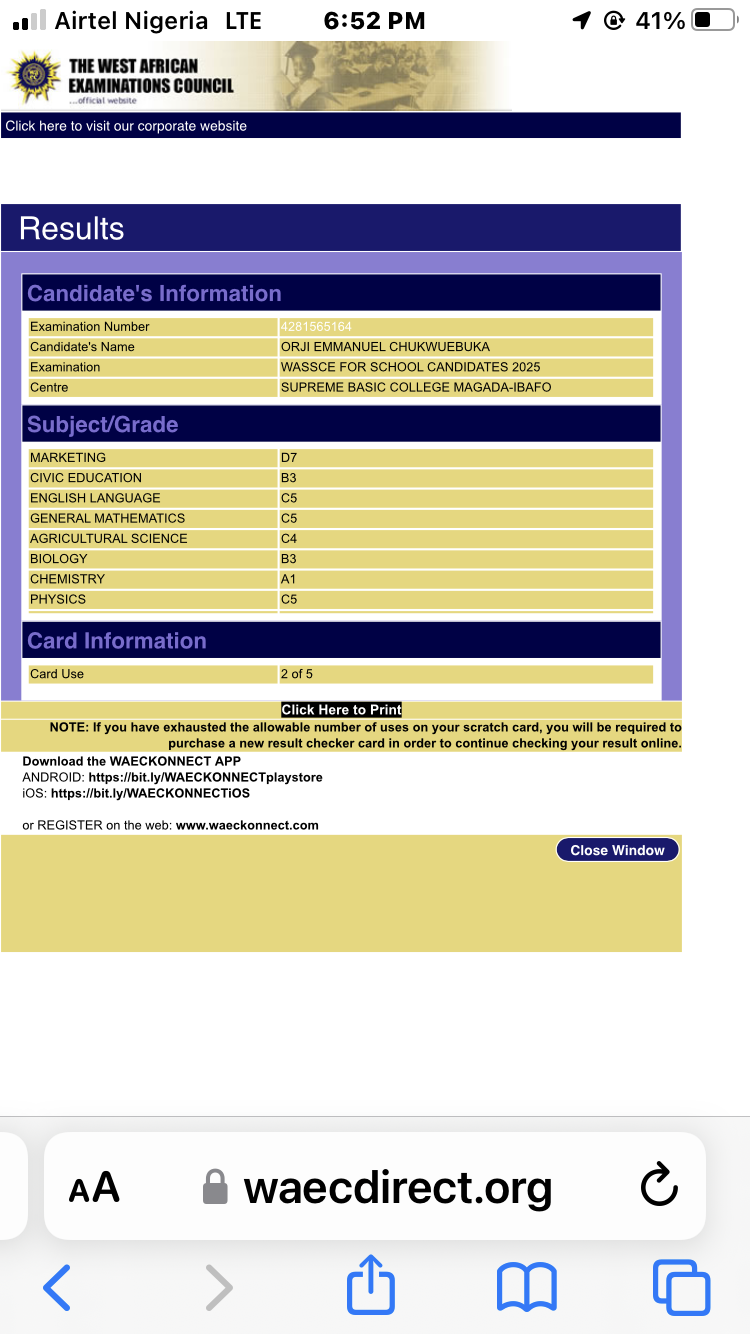 Airtel Nigeria LTE 6:52 PM 41%
THE WEST AFRICAN
EXAMINATIONS COUNCIL
...official website
Click here to visit our corporate website
Results
Candidate's Information
Examination Number 4281565164
Candidate's Name ORJI EMMANUEL CHUKWUEBUKA
Examination WASSCE FOR SCHOOL CANDIDATES 2025
Centre SUPREME BASIC COLLEGE MAGADA-IBAFO
Subject/Grade
MARKETING D7
CIVIC EDUCATION B3
ENGLISH LANGUAGE C5
GENERAL MATHEMATICS C5
AGRICULTURAL SCIENCE C4
BIOLOGY B3
CHEMISTRY A1
PHYSICS C5
Card Information
Card Use 2 of 5
Click Here to Print
NOTE: If you have exhausted the allowable number of uses on your scratch card, you will be required to
purchase a new result checker card in order to continue checking your result online.
Download the WAECKONNECT APP
ANDROID: https://bit.ly/WAECKONNECTplaystore
iOS: https://bit.ly/WAECKONNECTiOS
or REGISTER on the web: www.waeckonnect.com
Close Window
AA waecdirect.org